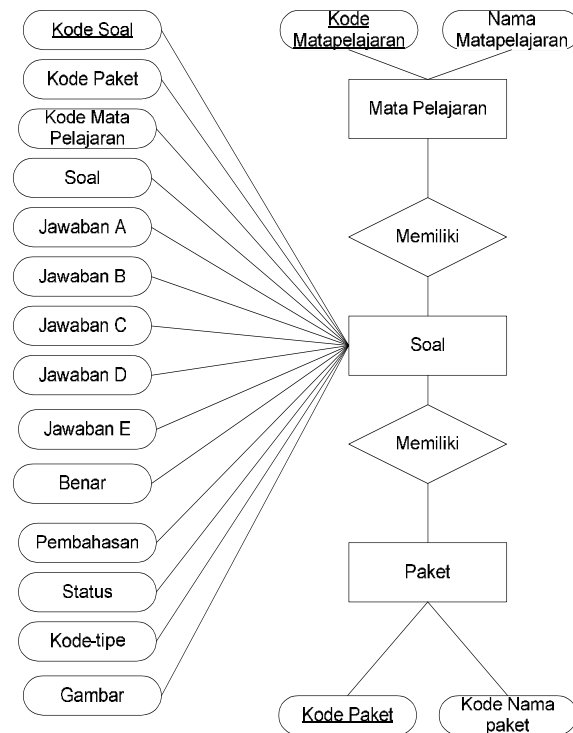 Kode Soal
Kode Paket
Kode Mata
Pelajaran
Soal
Jawaban A
Jawaban B
Jawaban C
Jawaban D
Jawaban E
Benar
Pembahasan
Status
Kode-tipe
Gambar
Kode
Matapelajaran
Nama
Matapelajaran
Mata Pelajaran
Memiliki
Soal
Memiliki
Paket
Kode Paket
Kode Nama
paket